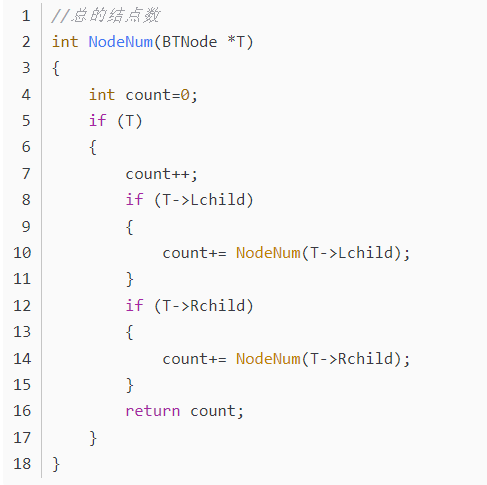 1 //总的结点数
2 int NodeNum(BTNode *T)
3 {
4     int count=0;
5     if (T)
6     {
7         count++;
8         if (T->Lchild)
9         {
10             count+= NodeNum(T->Lchild);
11         }
12         if (T->Rchild)
13         {
14             count+= NodeNum(T->Rchild);
15         }
16         return count;
17     }
18 }